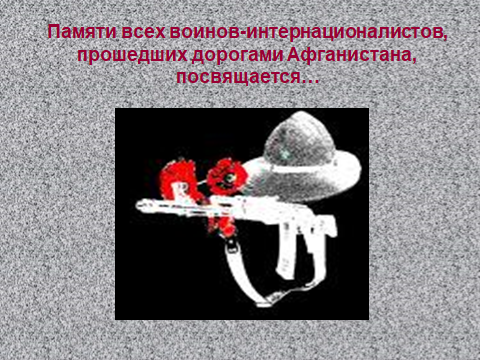 Памяти всех воинов-интернационалистов,
прошедших дорогами Афганистана,
посвящается...